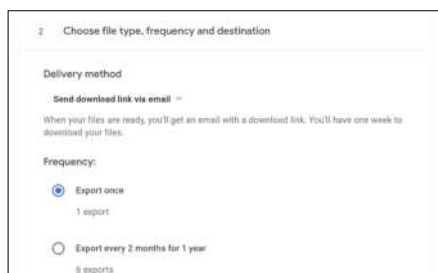 2 Choose file type, frequency and destination
Delivery method
Send download link via email
When your files are ready, you'll get an email with a download link. You'll have one week to
download your files.
Frequency:
Export once
1 export
Export every 2 months for 1 year
6 exports